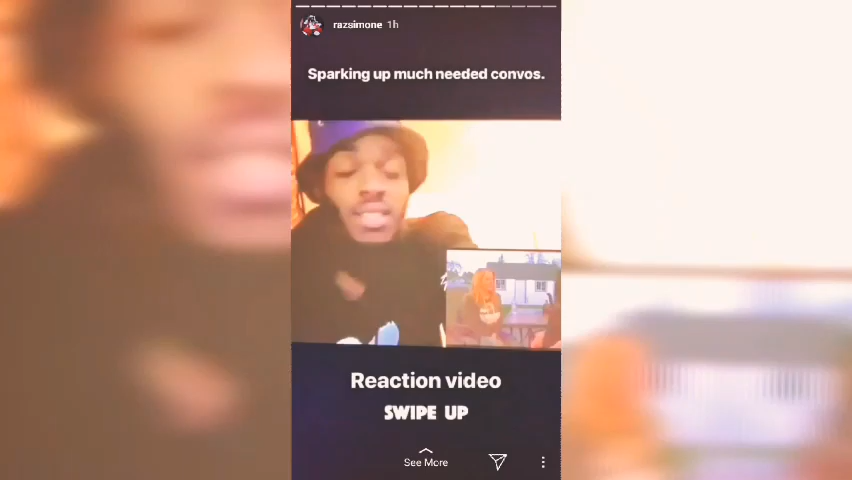 razsimone 1h
Sparking up much needed convos.
Reaction video
SWIPE UP
See More